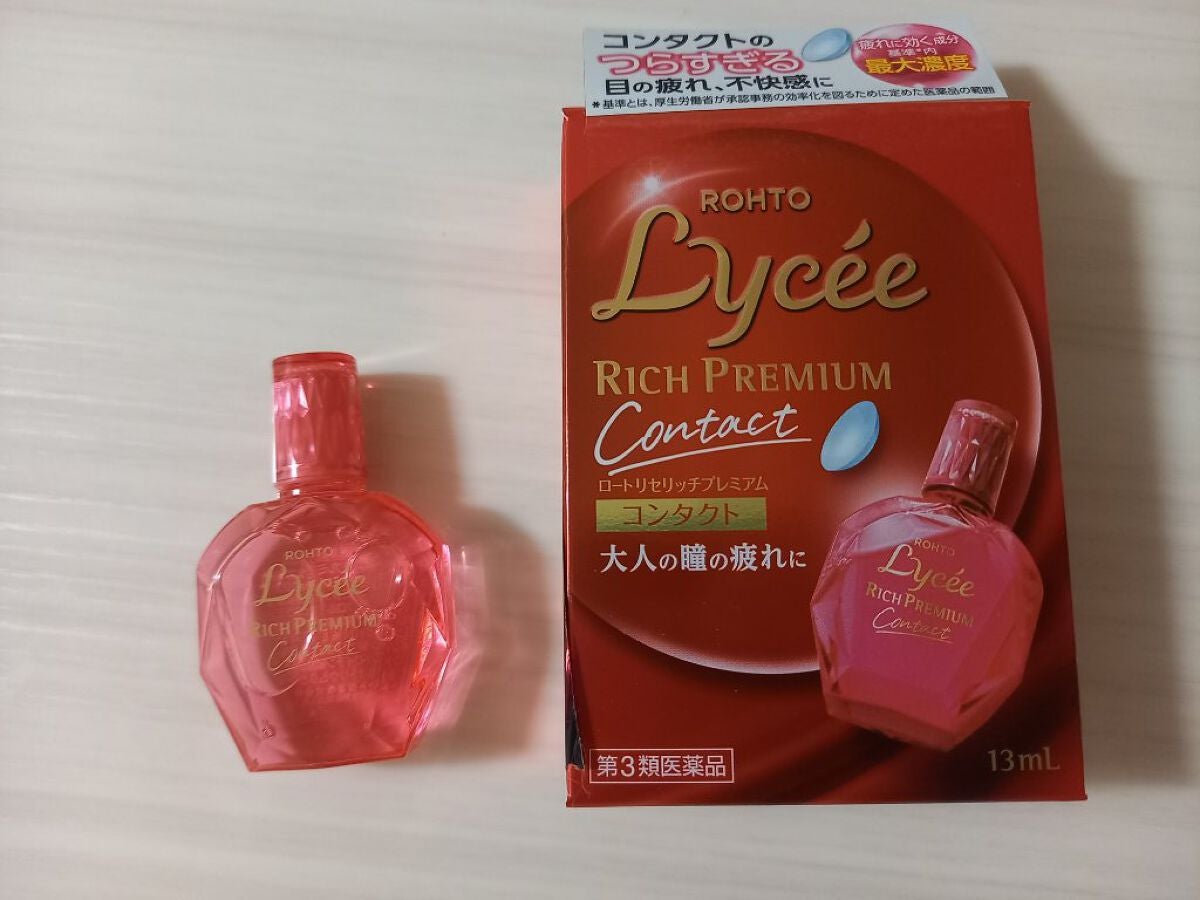 コンタクトの
つらすぎる
目の疲れ、不快感に
*基準とは、厚生労働省が承認事務の効率化を図るために定めた医薬品の範囲
疲れに効く成分
基準*内
最大濃度
ROHTO
Lycée
RICH PREMIUM
Contact
ロートリセリッチプレミアム
コンタクト
大人の瞳の疲れに
ROHTO
Lycée
RICH PREMIUM
Contact
第3類医薬品
13mL
ROHTO
Lycée
RICH PREMIUM
Contact